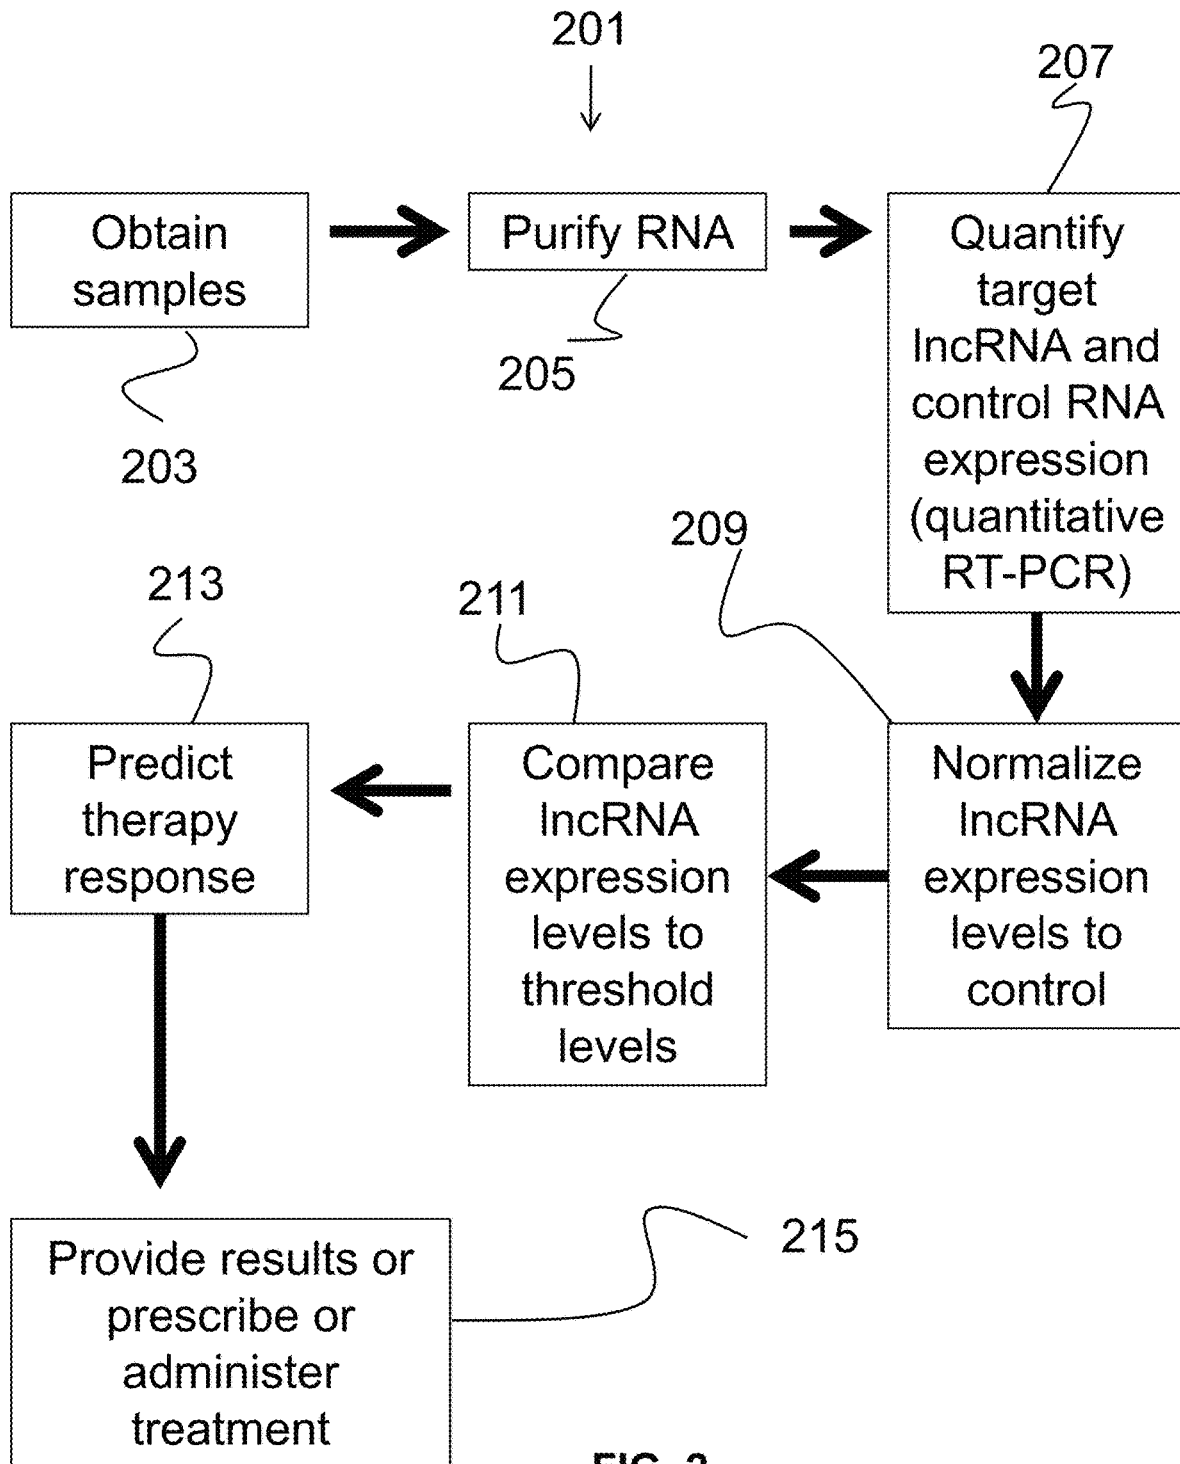 201
207
Obtain
samples
203
Purify RNA
205
Quantify
target
lncRNA and
control RNA
expression
(quantitative
RT-PCR)
209
Normalize
lncRNA
expression
levels to
control
211
Compare
lncRNA
expression
levels to
threshold
levels
213
Predict
therapy
response
215
Provide results or
prescribe or
administer
treatment
FIG. 2